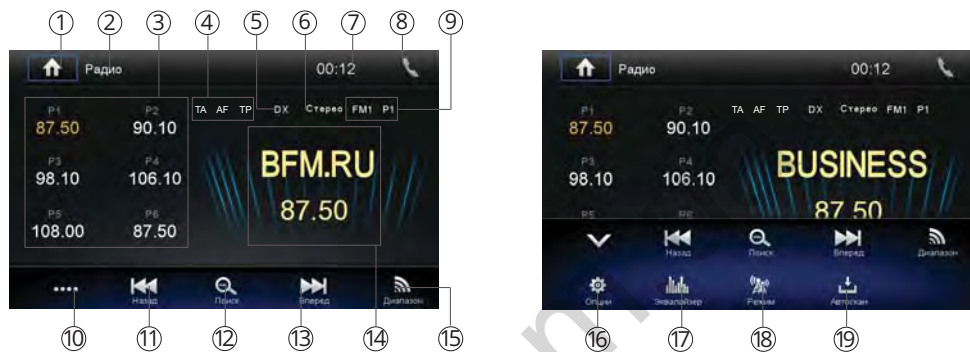 ① ② ③ ④ ⑤ ⑥ ⑦ ⑧ ⑨
Радио 00:12
P1 P2 TA AF TP DX Стерео FM1 P1
87.50 90.10
P3 P4
98.10 106.10
BFM.RU
87.50
P5 P6
108.00 87.50
Назад Поиск Вперед Диапазон
⑩ ⑪ ⑫ ⑬ ⑭ ⑮
Радио 00:12
P1 P2 TA AF TP DX Стерео FM1 P1
87.50 90.10
P3 P4
98.10 106.10
BUSINESS
87.50
P5 P6
Назад Поиск Вперед Диапазон
Опции Эквалайзер Режим Автоскан
⑯ ⑰ ⑱ ⑲